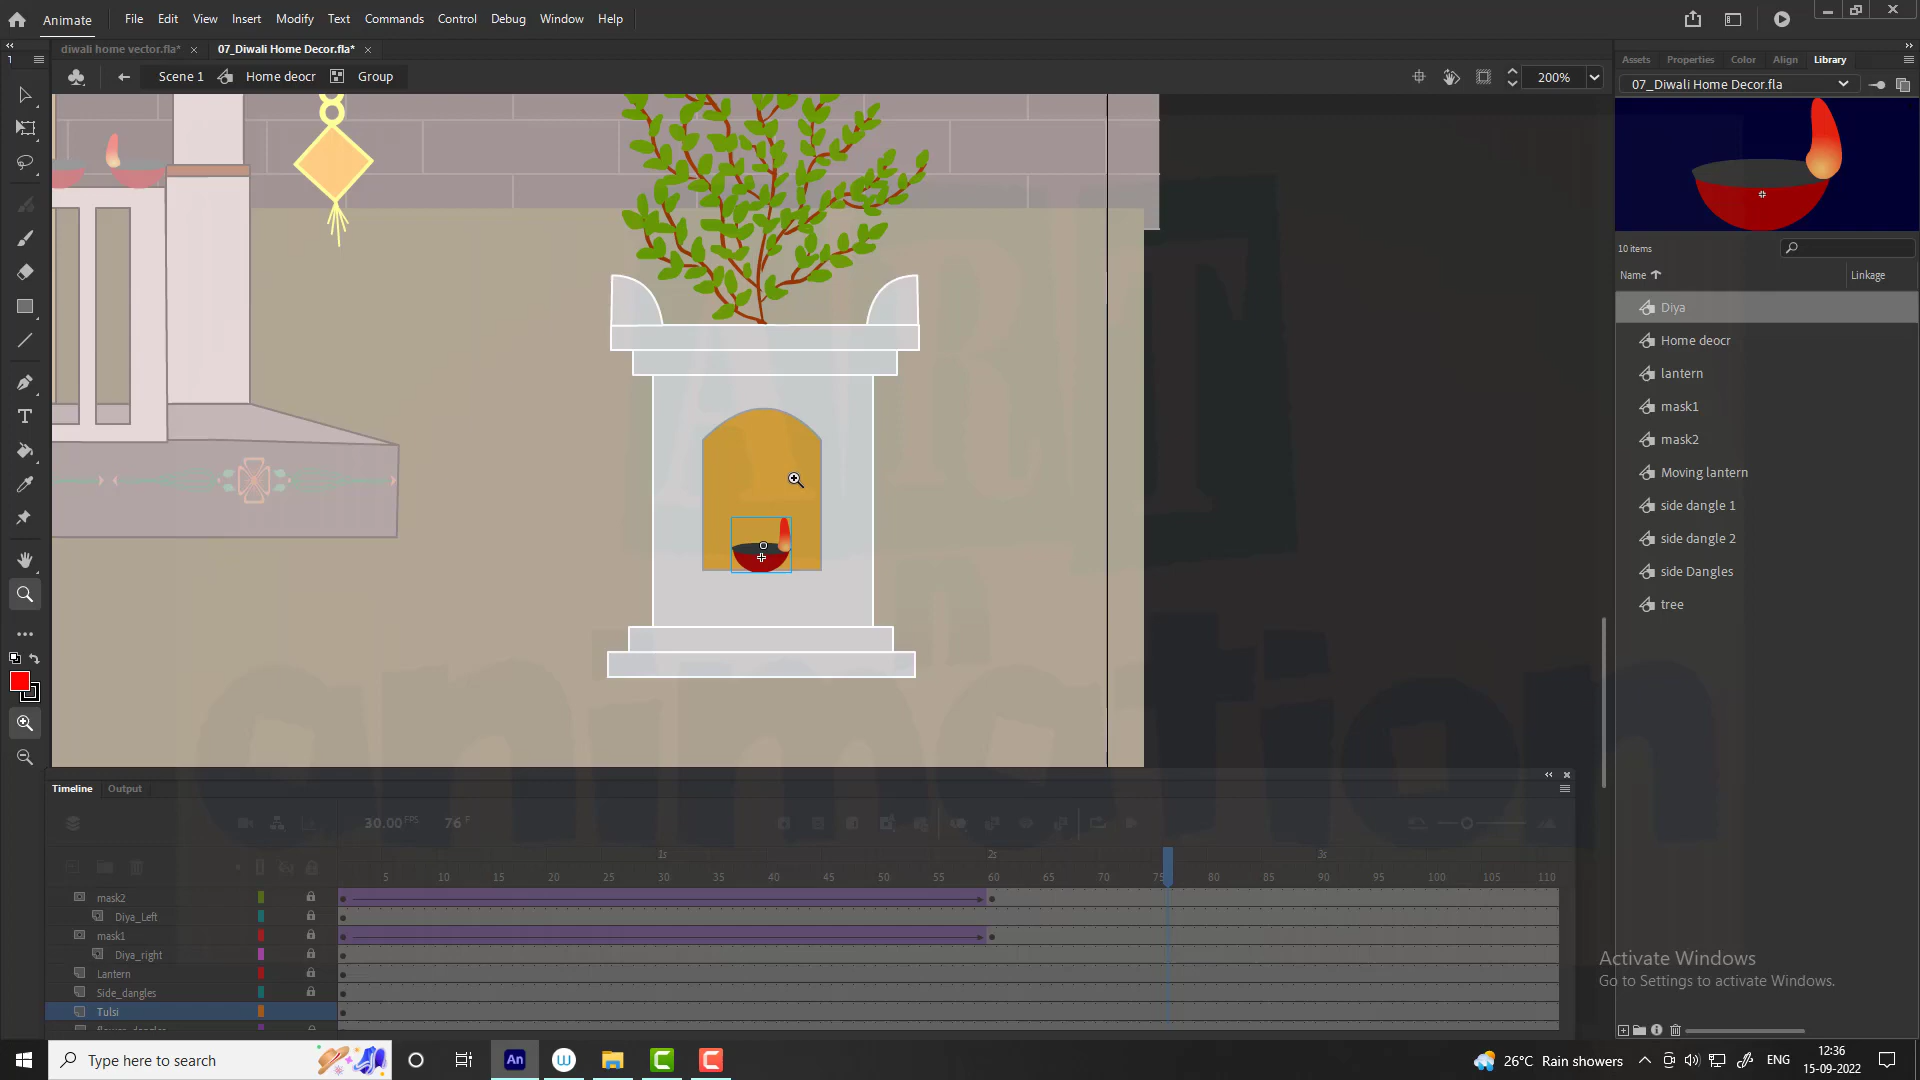 Animate File Edit View Insert Modify Text Commands Control Debug Window Help
diwali home vector.fla* × 07_Diwali Home Decor.fla* ×
Scene 1 Home deocr Group 200%
Assets Properties Color Align Library
07_Diwali Home Decor.fla
10 items
Name Linkage
Diya
Home deocr
lantern
mask1
mask2
Moving lantern
side dangle 1
side dangle 2
side Dangles
tree
ART
n
animation
Timeline Output
30.00 FPS 76 F
1s 2s 3s
5 10 15 20 25 30 35 40 45 50 55 60 65 70 75 80 85 90 95 100 105 110
mask2
Diya_Left
mask1
Diya_right
Lantern
Side_dangles
Tulsi
Activate Windows
Go to Settings to activate Windows.
Type here to search
26°C Rain showers ENG 12:36
15-09-2022